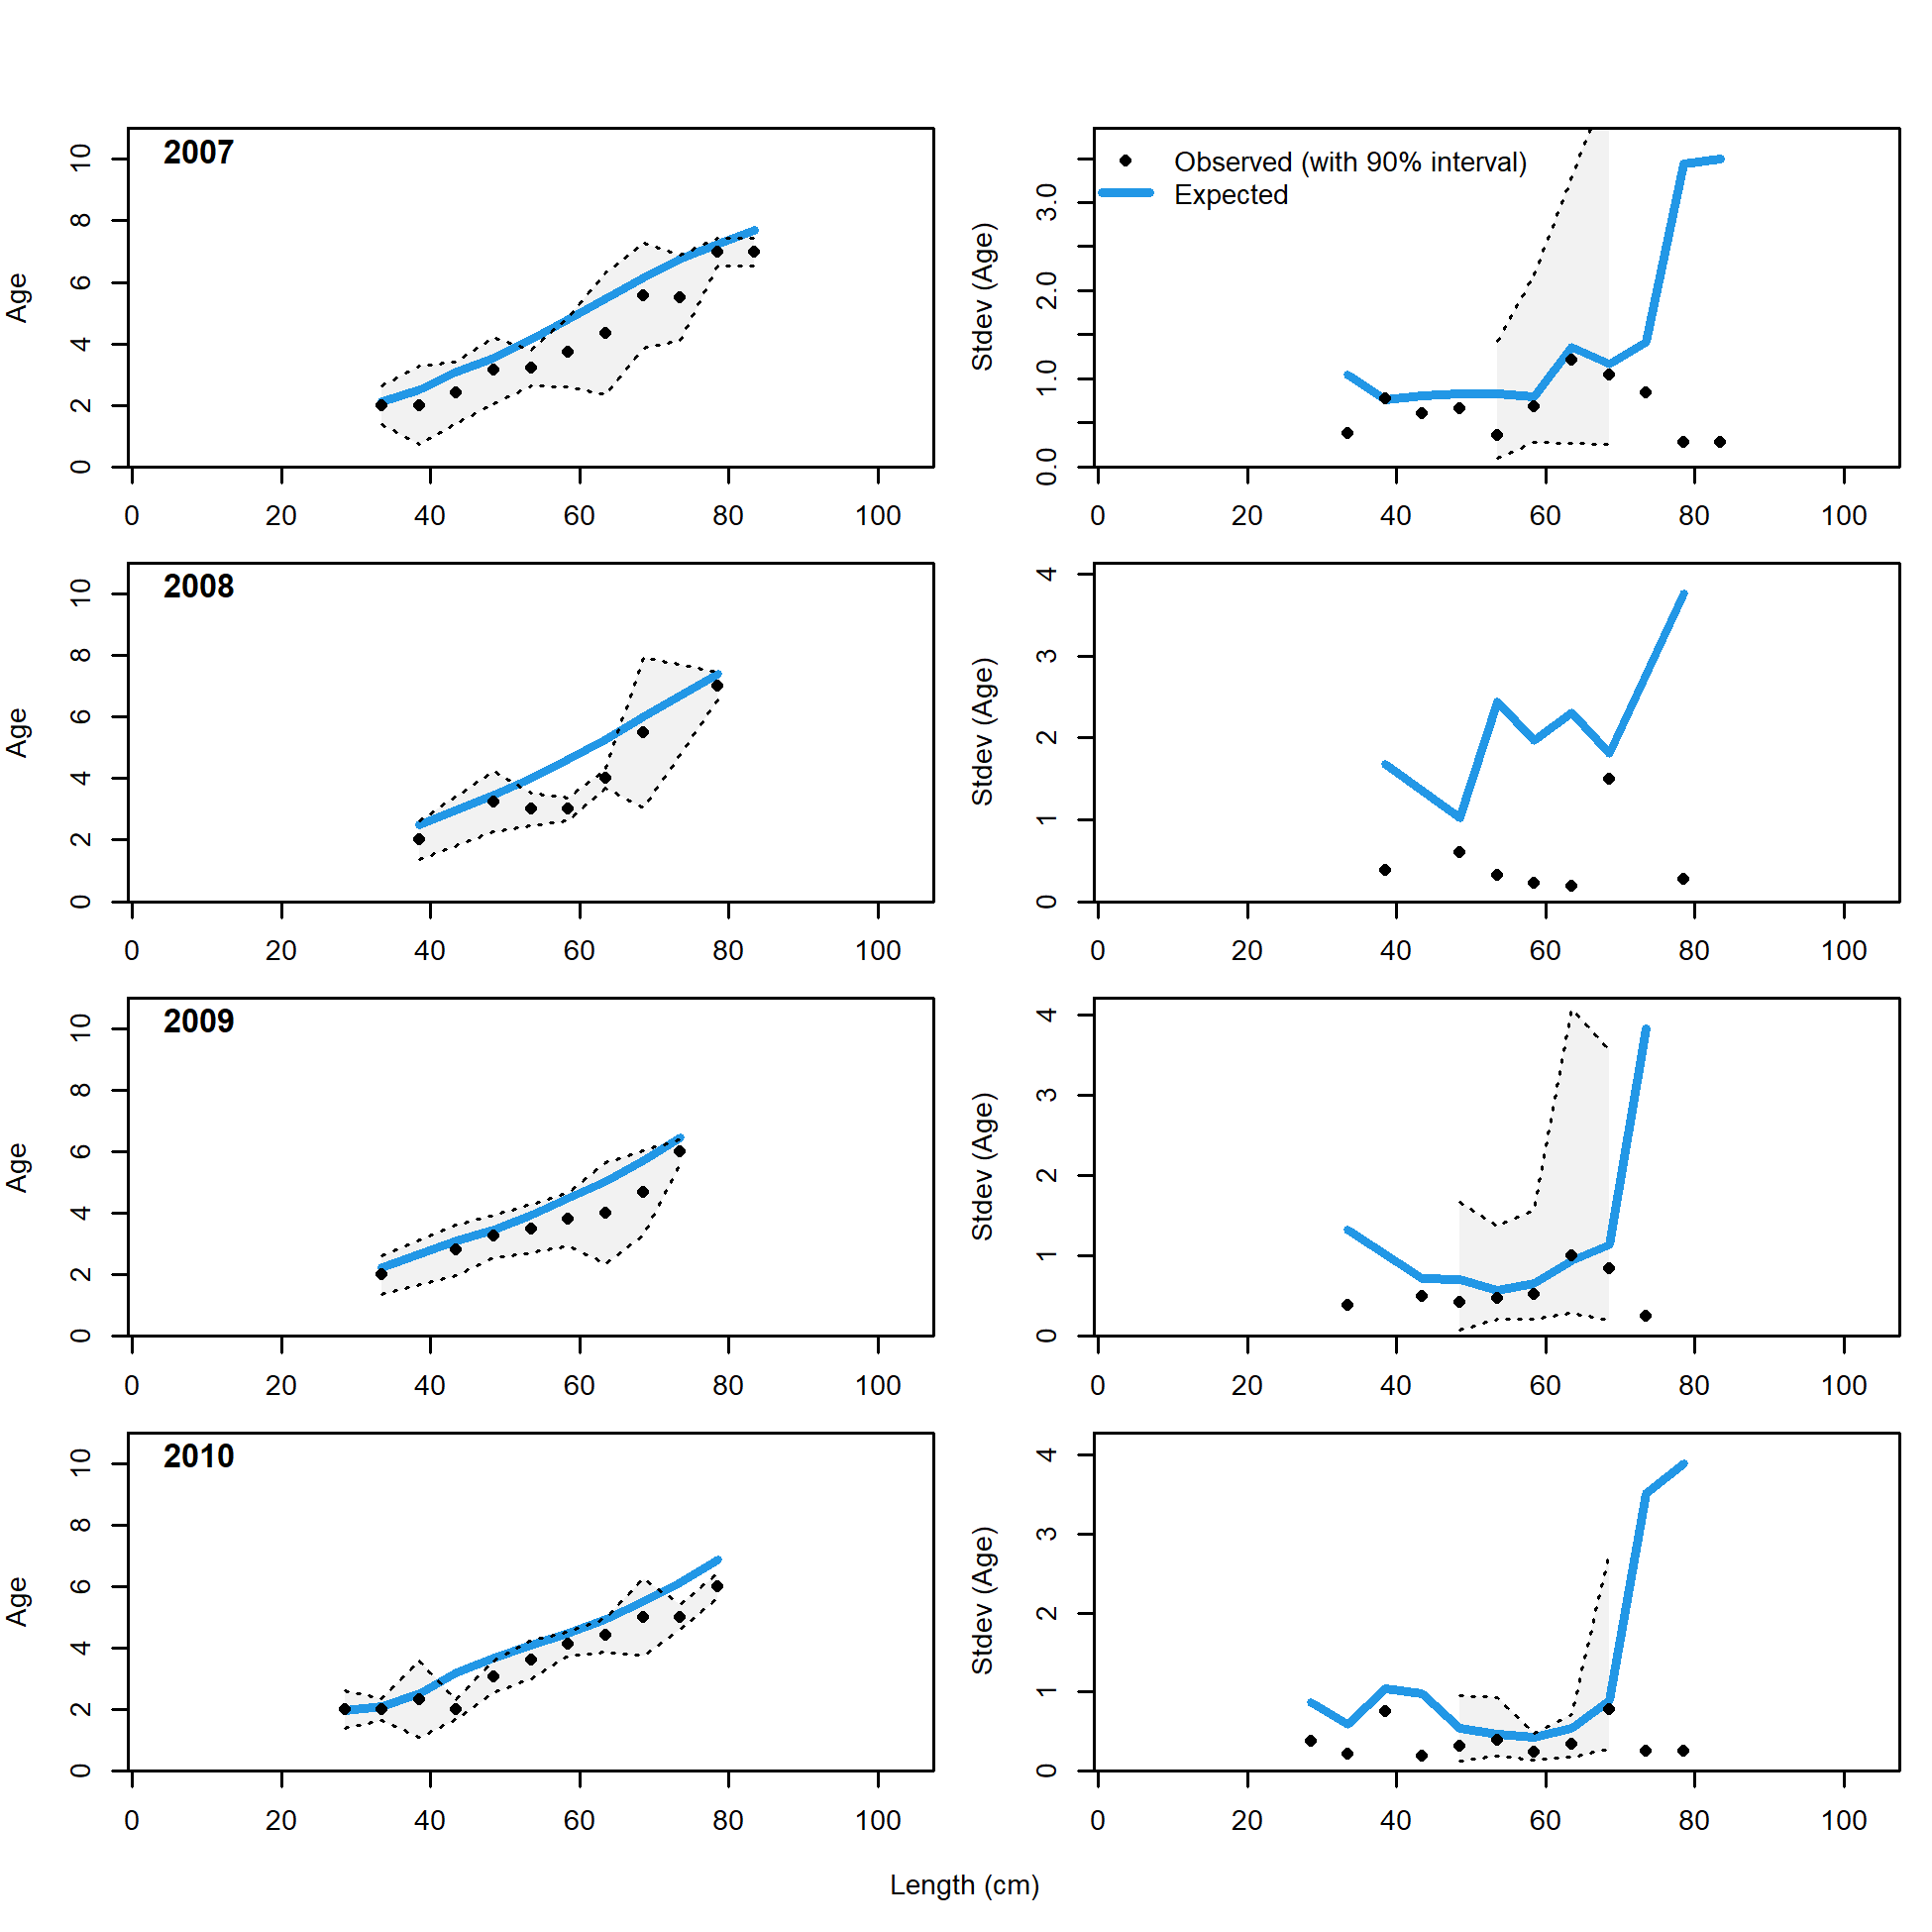 2007
Age
0 2 4 6 8 10
0 20 40 60 80 100
Observed (with 90% interval)
Expected
Stdev (Age)
0.0 1.0 2.0 3.0
0 20 40 60 80 100
2008
Age
0 2 4 6 8 10
0 20 40 60 80 100
Stdev (Age)
0 1 2 3 4
0 20 40 60 80 100
2009
Age
0 2 4 6 8 10
0 20 40 60 80 100
Stdev (Age)
0 1 2 3 4
0 20 40 60 80 100
2010
Age
0 2 4 6 8 10
0 20 40 60 80 100
Stdev (Age)
0 1 2 3 4
0 20 40 60 80 100
Length (cm)